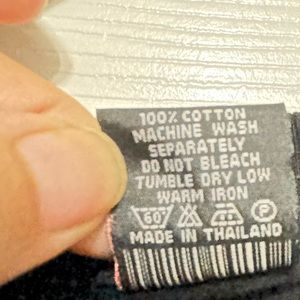 100% COTTON
MACHINE WASH
SEPARATELY
DO NOT BLEACH
TUMBLE DRY LOW
WARM IRON
60 P
MADE IN THAILAND